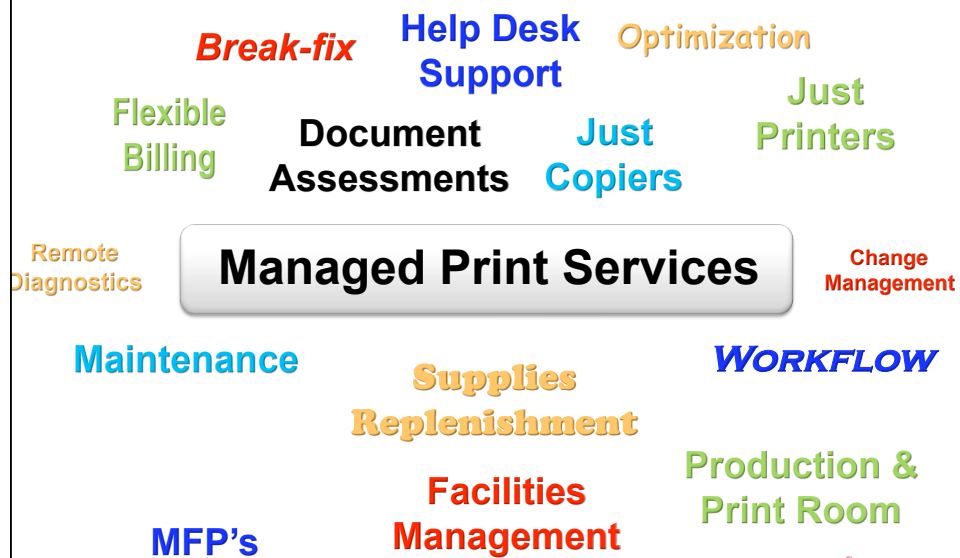 Break-fix
Help Desk
Support
Optimization
Flexible
Billing
Document
Assessments
Just
Copiers
Just
Printers
Remote
Diagnostics
Managed Print Services
Change
Management
Maintenance
Supplies
Replenishment
WORKFLOW
MFP's
Facilities
Management
Production &
Print Room